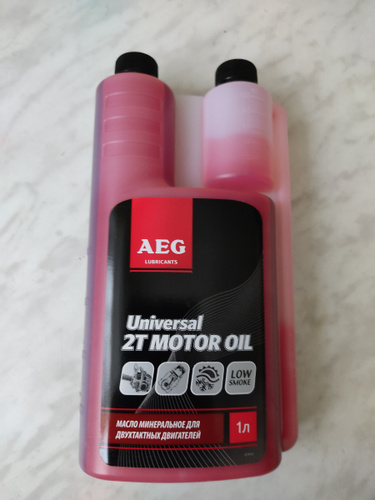 AEG
LUBRICANTS
Universal
2T MOTOR OIL
LOW
SMOKE
МАСЛО МИНЕРАЛЬНОЕ ДЛЯ
ДВУХТАКТНЫХ ДВИГАТЕЛЕЙ
1л